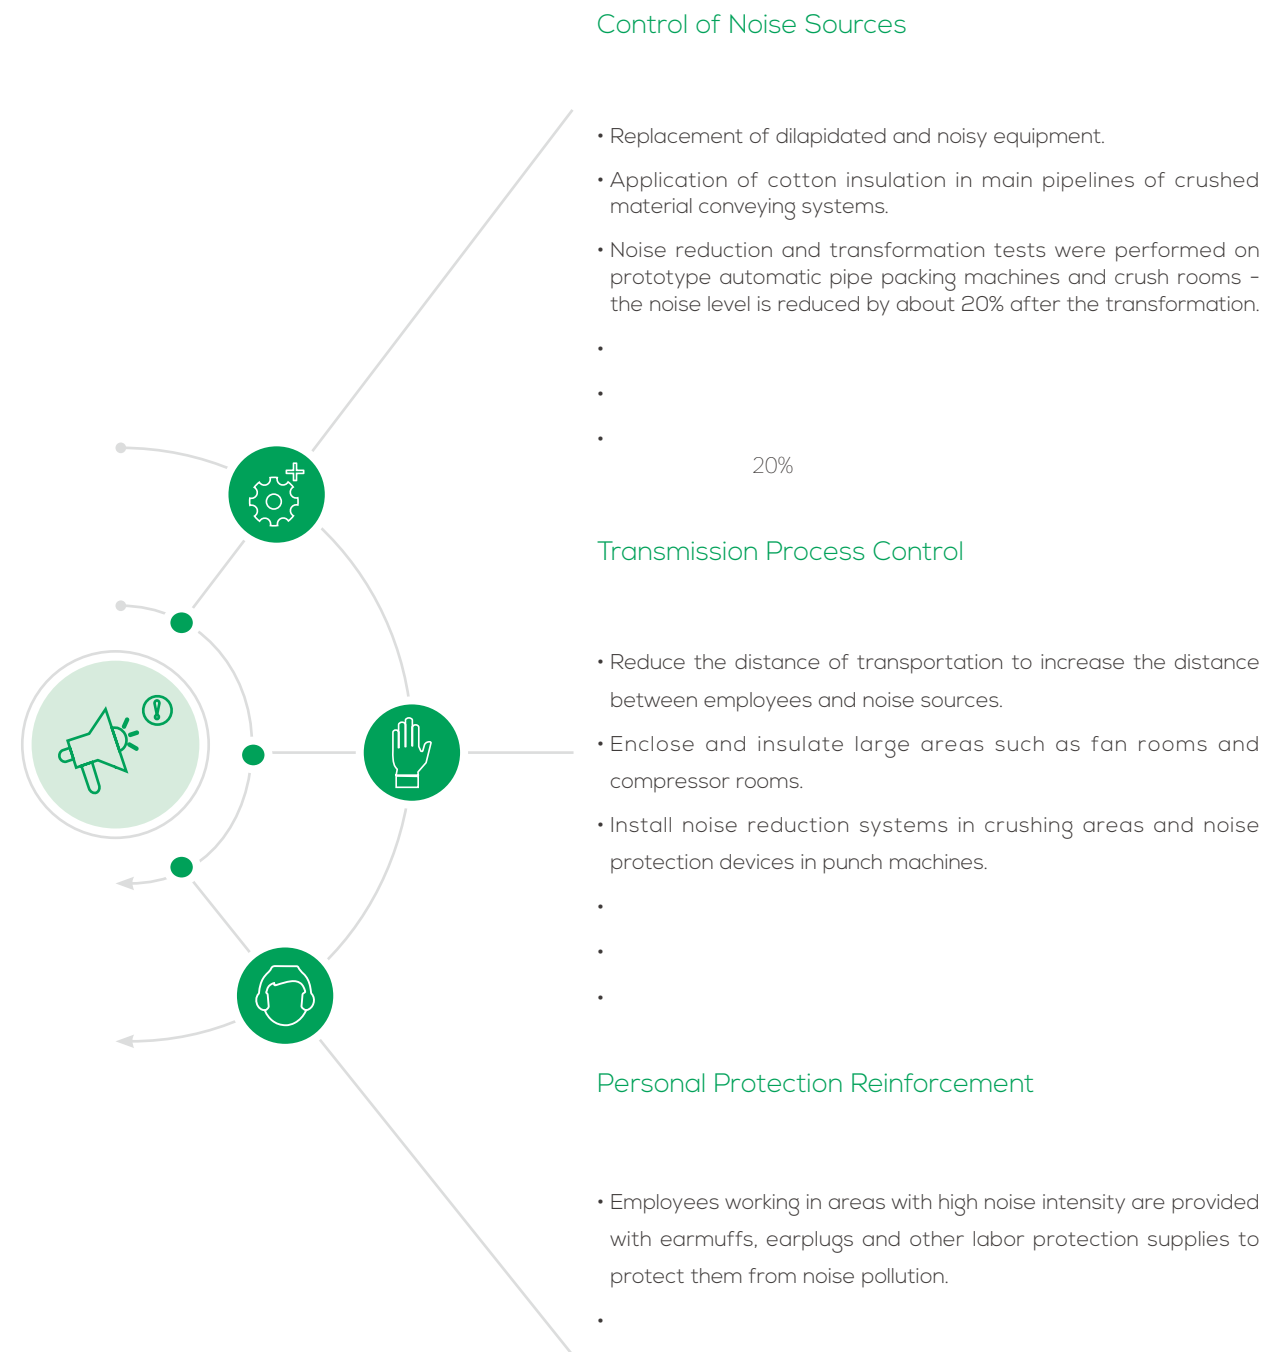 Control of Noise Sources
• Replacement of dilapidated and noisy equipment.
• Application of cotton insulation in main pipelines of crushed
material conveying systems.
• Noise reduction and transformation tests were performed on
prototype automatic pipe packing machines and crush rooms -
the noise level is reduced by about 20% after the transformation.
•
•
•
20%
Transmission Process Control
• Reduce the distance of transportation to increase the distance
between employees and noise sources.
• Enclose and insulate large areas such as fan rooms and
compressor rooms.
• Install noise reduction systems in crushing areas and noise
protection devices in punch machines.
•
•
•
Personal Protection Reinforcement
• Employees working in areas with high noise intensity are provided
with earmuffs, earplugs and other labor protection supplies to
protect them from noise pollution.
•